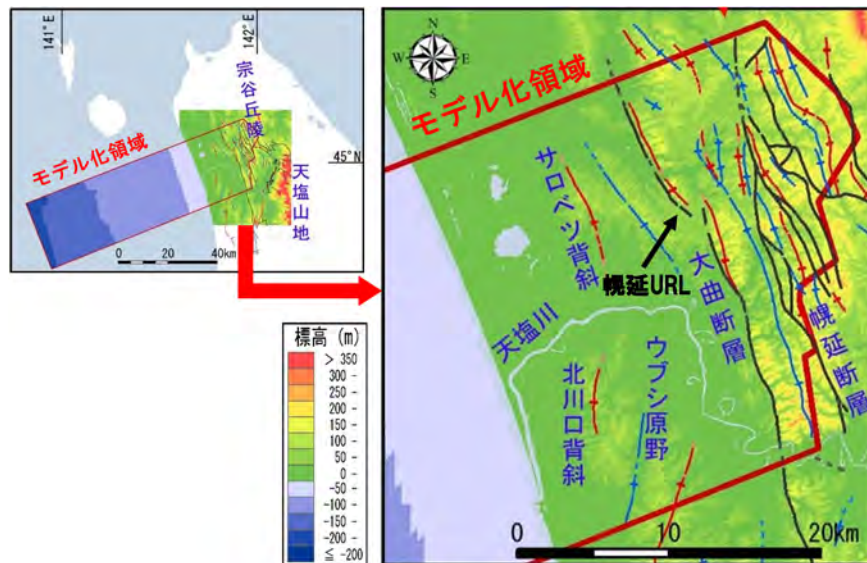 141°E
142°E
宗谷丘陵
モデル化領域
45°N
天塩山地
0 20 40km
標高 (m)
> 350
300 -
250 -
200 -
150 -
100 -
50 -
0 -
-50 -
-100 -
-150 -
-200 -
≦ -200
N
W E
S
モデル化領域
サロベツ背斜
幌延URL
大曲断層
幌延断層
天塩川
ウブシ原野
北川口背斜
0 10 20km